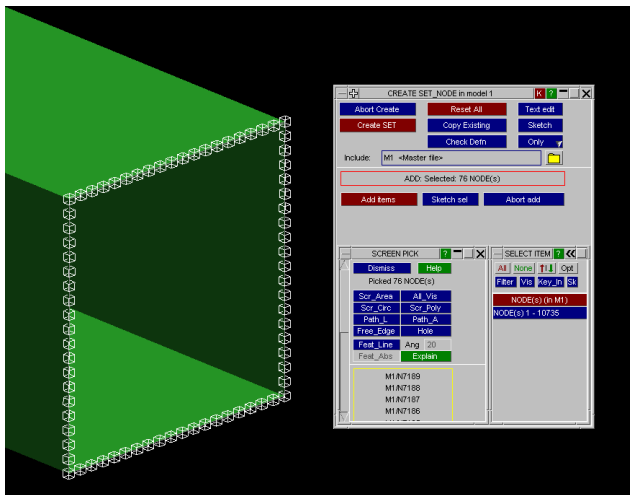 CREATE SET_NODE in model 1 K ?
Abort Create Reset All Text edit
Create SET Copy Existing Sketch
Check Defn Only
Include: M1 <Master file>
ADD: Selected: 76 NODE(s)
Add items Sketch sel Abort add
SCREEN PICK ?
Dismiss Help
Picked 76 NODE(s)
Scr_Area All_Vis
Scr_Circ Scr_Poly
Path_L Path_A
Free_Edge Hole
Feat_Line Ang 20
Feat_Abs Explain
M1/N7189
M1/N7188
M1/N7187
M1/N7186
SELECT ITEM ?
All None Opt
Filter Vis Key_In Sk
NODE(s) (in M1)
NODE(s) 1 - 10735